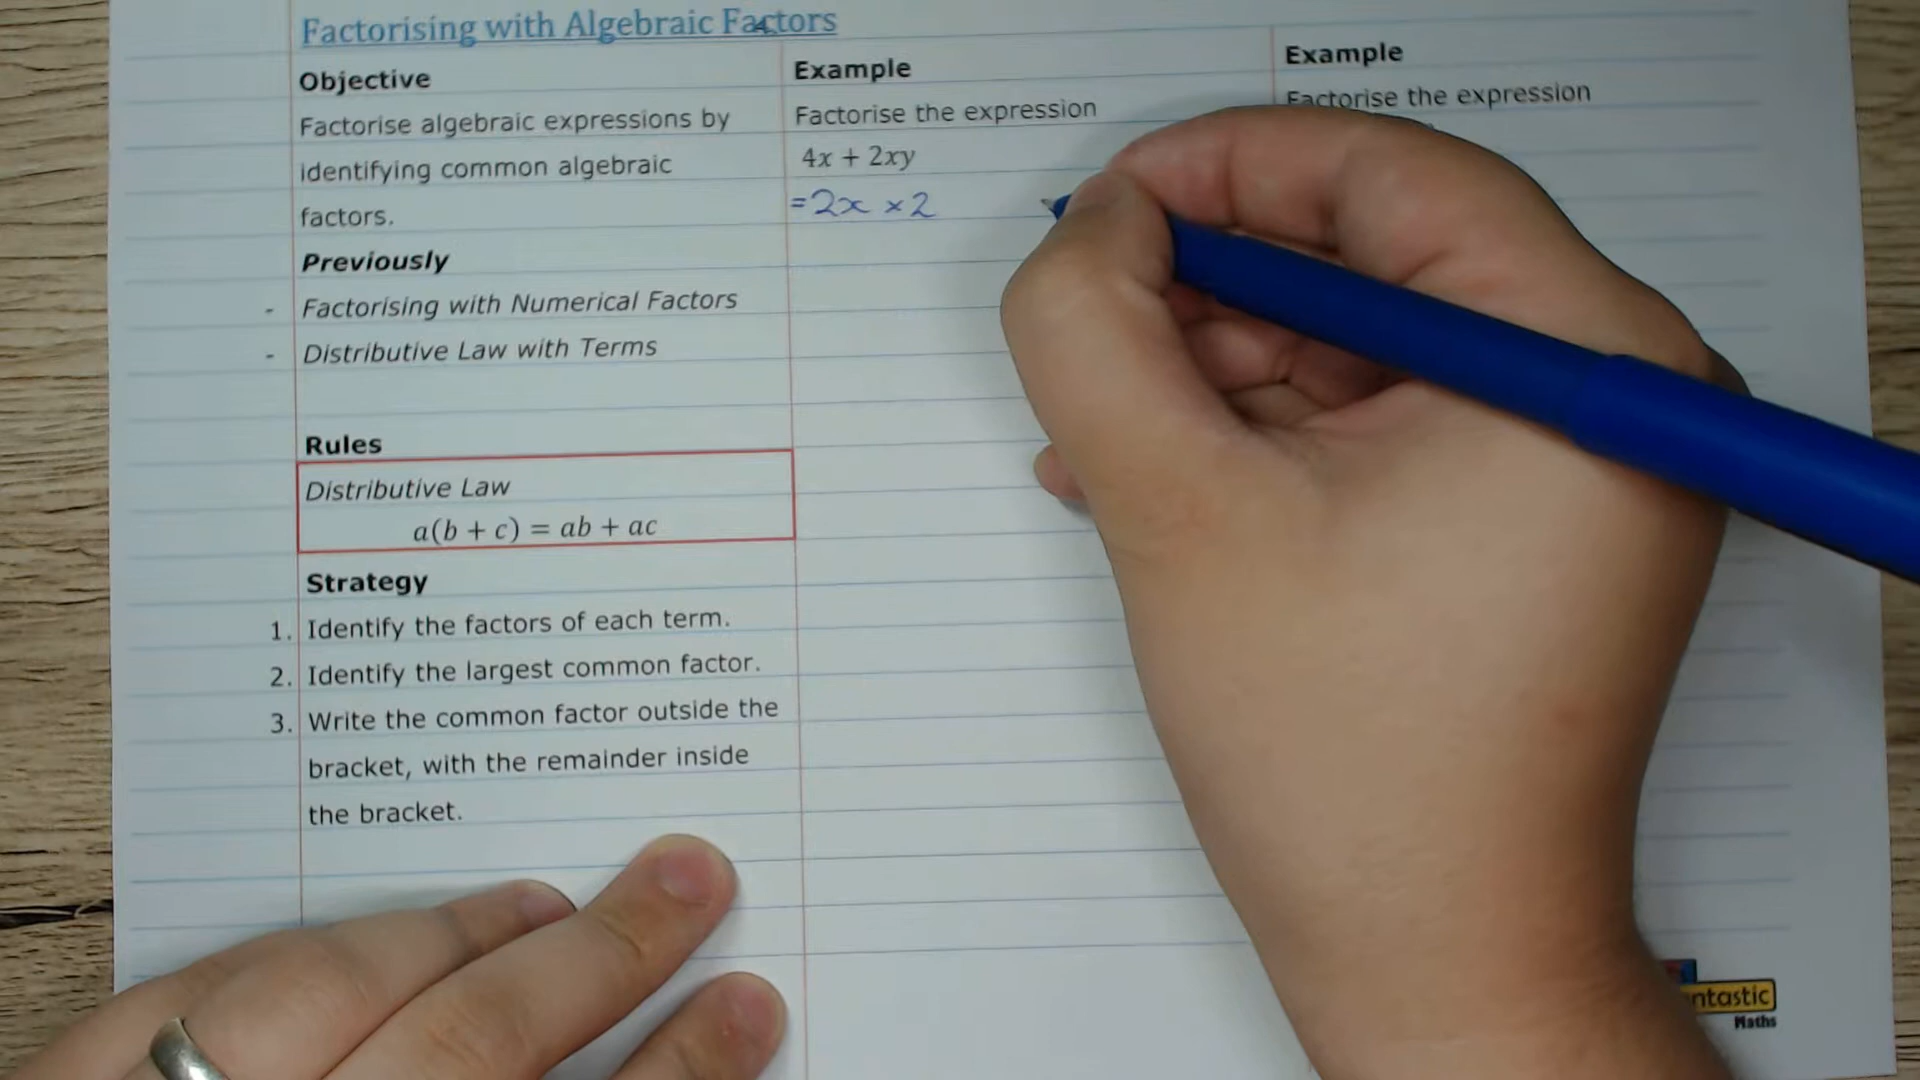 Factorising with Algebraic Factors
Objective
Factorise algebraic expressions by
identifying common algebraic
factors.
Previously
- Factorising with Numerical Factors
- Distributive Law with Terms
Rules
Distributive Law
a(b + c) = ab + ac
Strategy
1. Identify the factors of each term.
2. Identify the largest common factor.
3. Write the common factor outside the
bracket, with the remainder inside
the bracket.
Example
Factorise the expression
4x + 2xy
=2x ×2
Example
Factorise the expression
ntastic
Maths